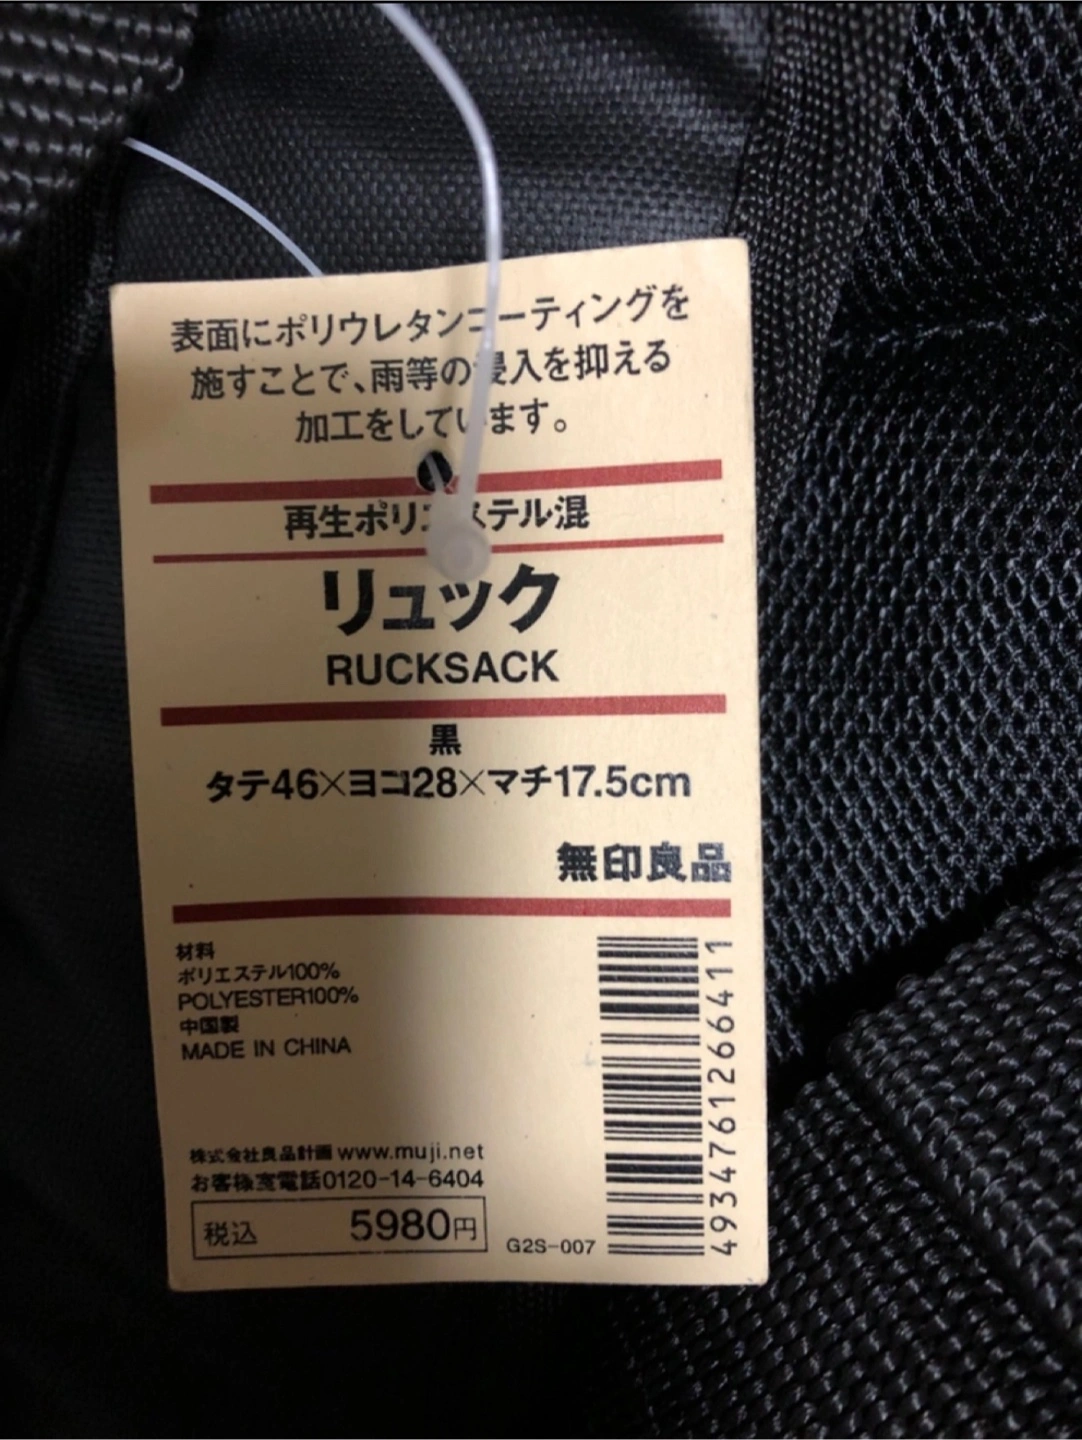 表面にポリウレタンコーティングを
施すことで、雨等の侵入を抑える
加工をしています。
再生ポリエステル混
リュック
RUCKSACK
黒
タテ46×ヨコ28×マチ17.5cm
無印良品
材料
ポリエステル100%
POLYESTER100%
中国製
MADE IN CHINA
株式会社良品計画 www.muji.net
お客様室電話0120-14-6404
税込 5980円
G2S-007
4934761266411